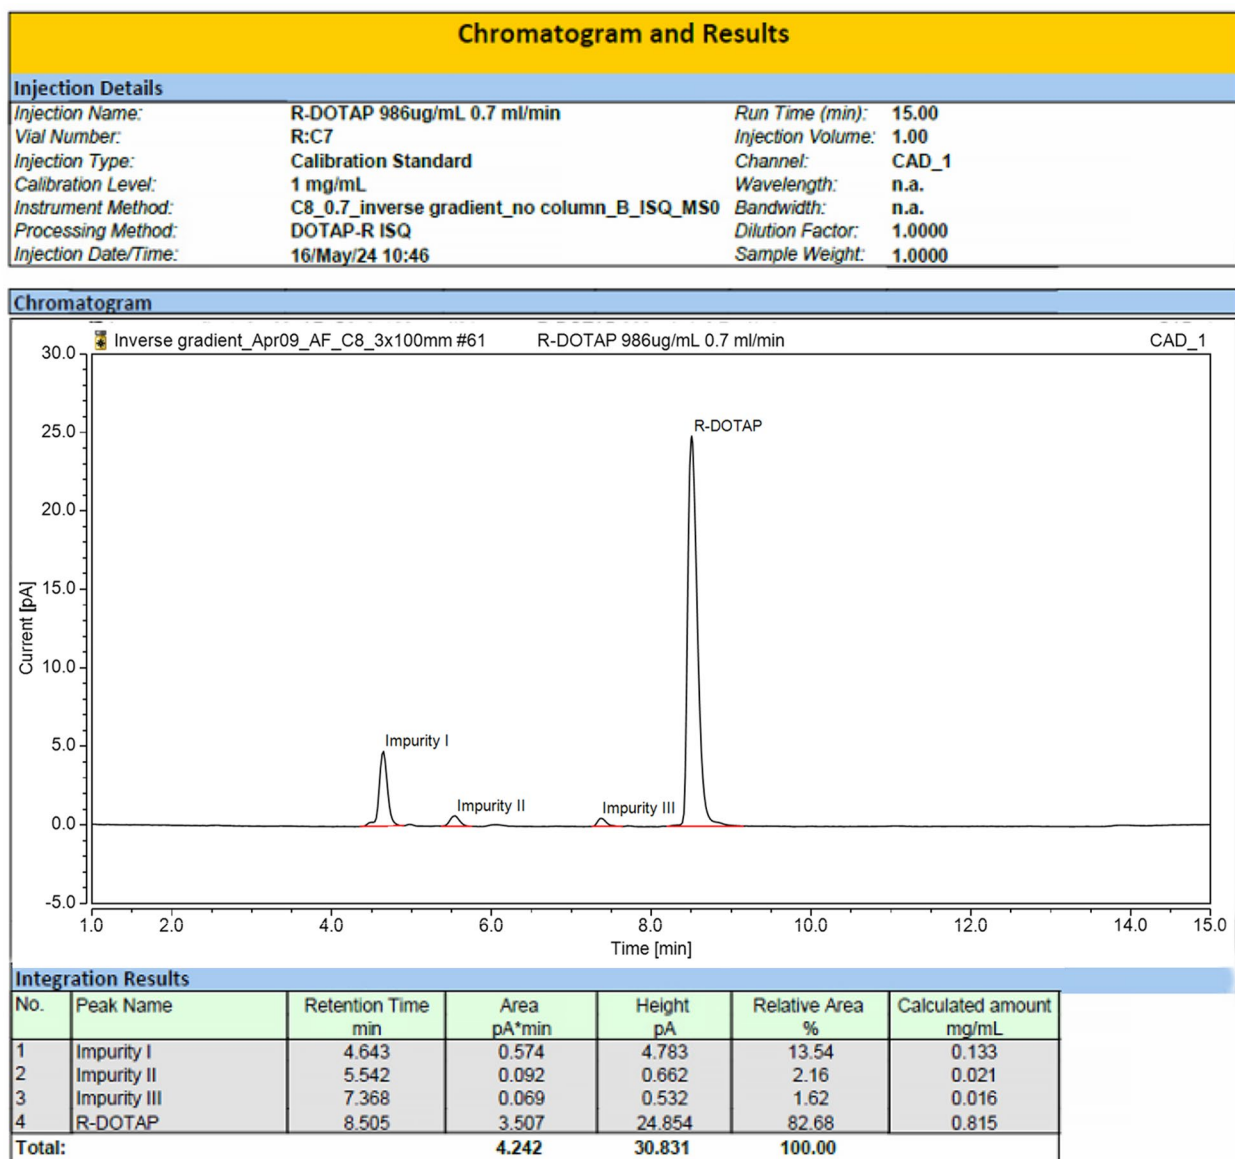 Chromatogram and Results
Injection Details
Injection Name: R-DOTAP 986ug/mL 0.7 ml/min Run Time (min): 15.00
Vial Number: R:C7 Injection Volume: 1.00
Injection Type: Calibration Standard Channel: CAD_1
Calibration Level: 1 mg/mL Wavelength: n.a.
Instrument Method: C8_0.7_inverse gradient_no column_B_ISQ_MS0 Bandwidth: n.a.
Processing Method: DOTAP-R ISQ Dilution Factor: 1.0000
Injection Date/Time: 16/May/24 10:46 Sample Weight: 1.0000
Chromatogram
Inverse gradient_Apr09_AF_C8_3x100mm #61 R-DOTAP 986ug/mL 0.7 ml/min CAD_1
30.0
25.0
R-DOTAP
20.0
15.0
Current [pA]
10.0
5.0
Impurity I
Impurity II
Impurity III
0.0
-5.0
1.0 2.0 4.0 6.0 8.0 10.0 12.0 14.0 15.0
Time [min]
Integration Results
No. Peak Name Retention Time Area Height Relative Area Calculated amount
min pA*min pA % mg/mL
1 Impurity I 4.643 0.574 4.783 13.54 0.133
2 Impurity II 5.542 0.092 0.662 2.16 0.021
3 Impurity III 7.368 0.069 0.532 1.62 0.016
4 R-DOTAP 8.505 3.507 24.854 82.68 0.815
Total: 4.242 30.831 100.00